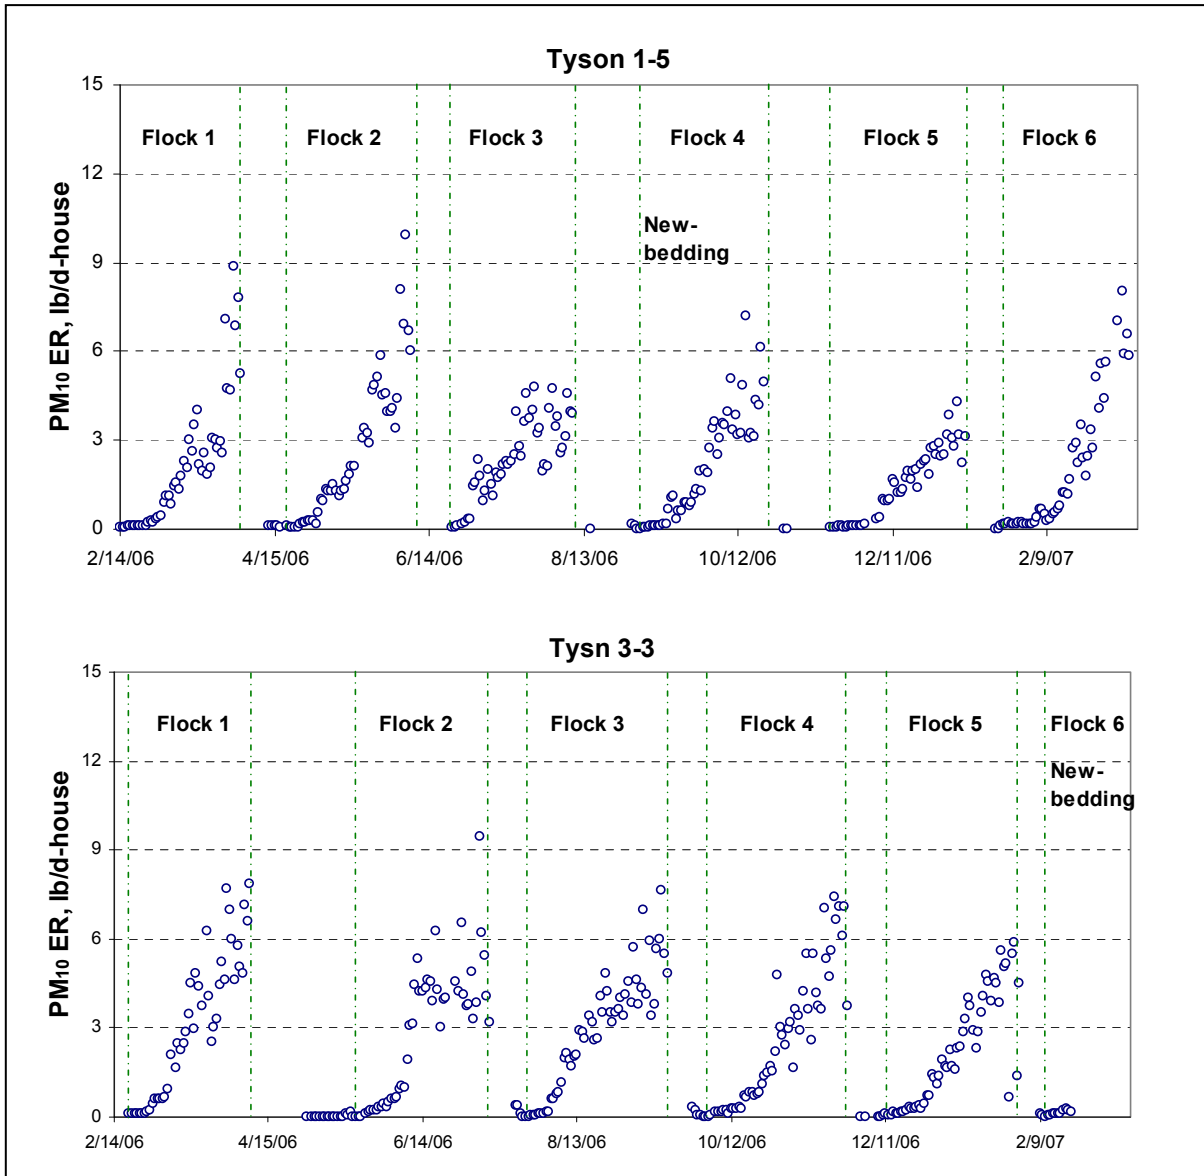 Tyson 1-5
PM10 ER, lb/d-house
15
12
9
6
3
0
Flock 1
Flock 2
Flock 3
Flock 4
Flock 5
Flock 6
New-
bedding
2/14/06
4/15/06
6/14/06
8/13/06
10/12/06
12/11/06
2/9/07
Tysn 3-3
PM10 ER, lb/d-house
15
12
9
6
3
0
Flock 1
Flock 2
Flock 3
Flock 4
Flock 5
Flock 6
New-
bedding
2/14/06
4/15/06
6/14/06
8/13/06
10/12/06
12/11/06
2/9/07